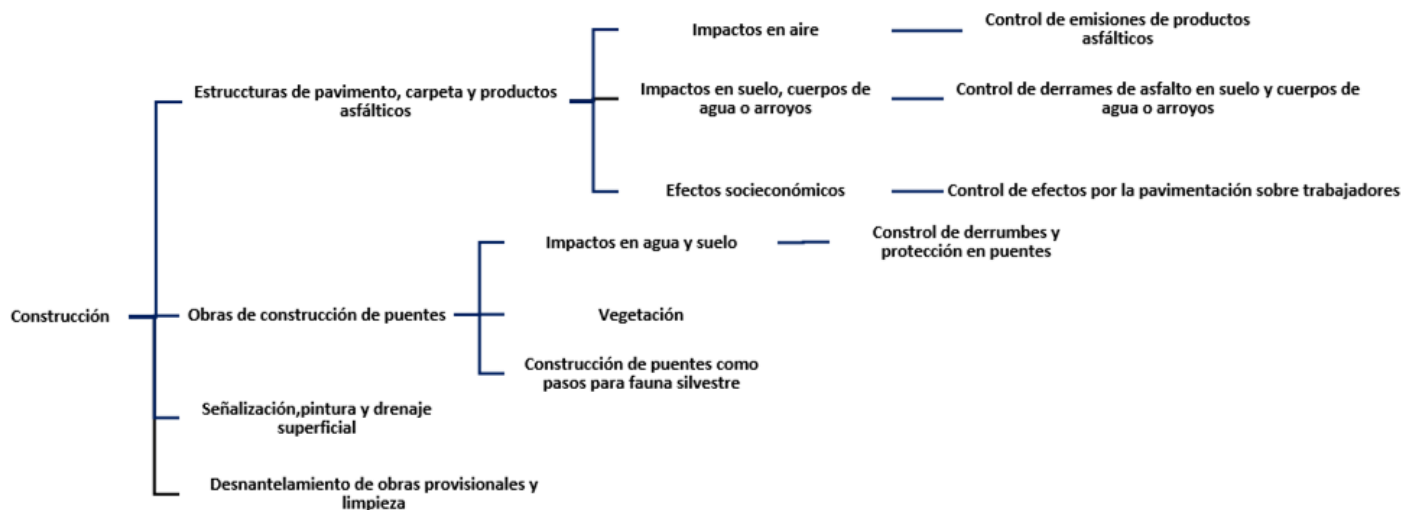 Construcción
Estruccturas de pavimento, carpeta y productos
asfálticos
Impactos en aire
Control de emisiones de productos
asfálticos
Impactos en suelo, cuerpos de
agua o arroyos
Control de derrames de asfalto en suelo y cuerpos de
agua o arroyos
Efectos socieconómicos
Control de efectos por la pavimentación sobre trabajadores
Obras de construcción de puentes
Impactos en agua y suelo
Constrol de derrumbes y
protección en puentes
Vegetación
Construcción de puentes como
pasos para fauna silvestre
Señalización,pintura y drenaje
superficial
Desnantelamiento de obras provisionales y
limpieza